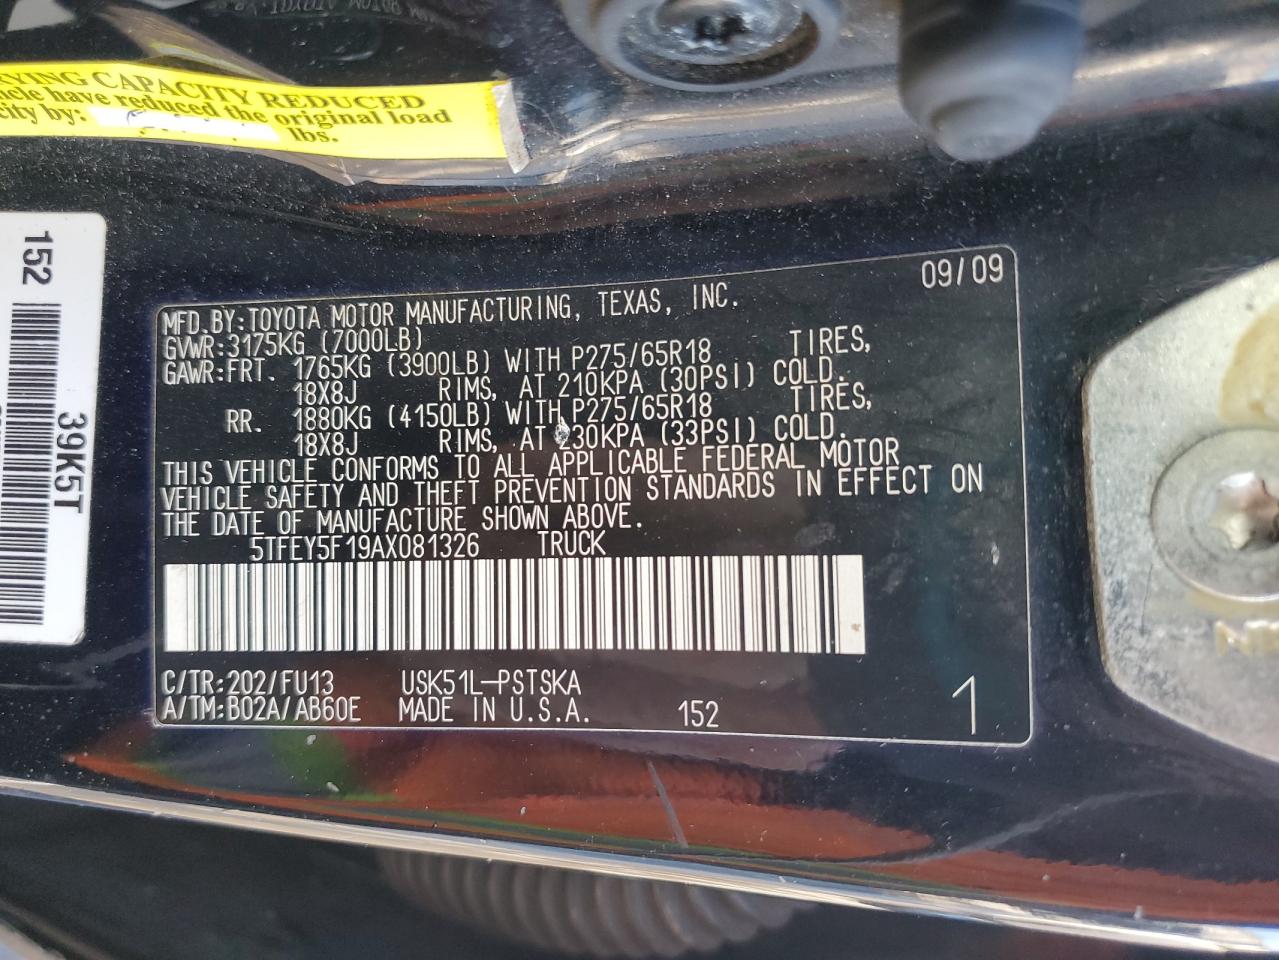 YING CAPACITY REDUCED
icle have reduced the original load
city by: lbs.
152
39K5T
09/09
MFD.BY:TOYOTA MOTOR MANUFACTURING, TEXAS, INC.
GVWR:3175KG (7000LB)
GAWR:FRT. 1765KG (3900LB) WITH P275/65R18 TIRES,
18X8J RIMS, AT 210KPA (30PSI) COLD.
RR. 1880KG (4150LB) WITH P275/65R18 TIRES,
18X8J RIMS, AT 230KPA (33PSI) COLD.
THIS VEHICLE CONFORMS TO ALL APPLICABLE FEDERAL MOTOR
VEHICLE SAFETY AND THEFT PREVENTION STANDARDS IN EFFECT ON
THE DATE OF MANUFACTURE SHOWN ABOVE.
5TFEY5F19AX081326 TRUCK
C/TR:202/FU13 USK51L-PSTSKA
A/TM:B02A/AB60E MADE IN U.S.A. 152 1